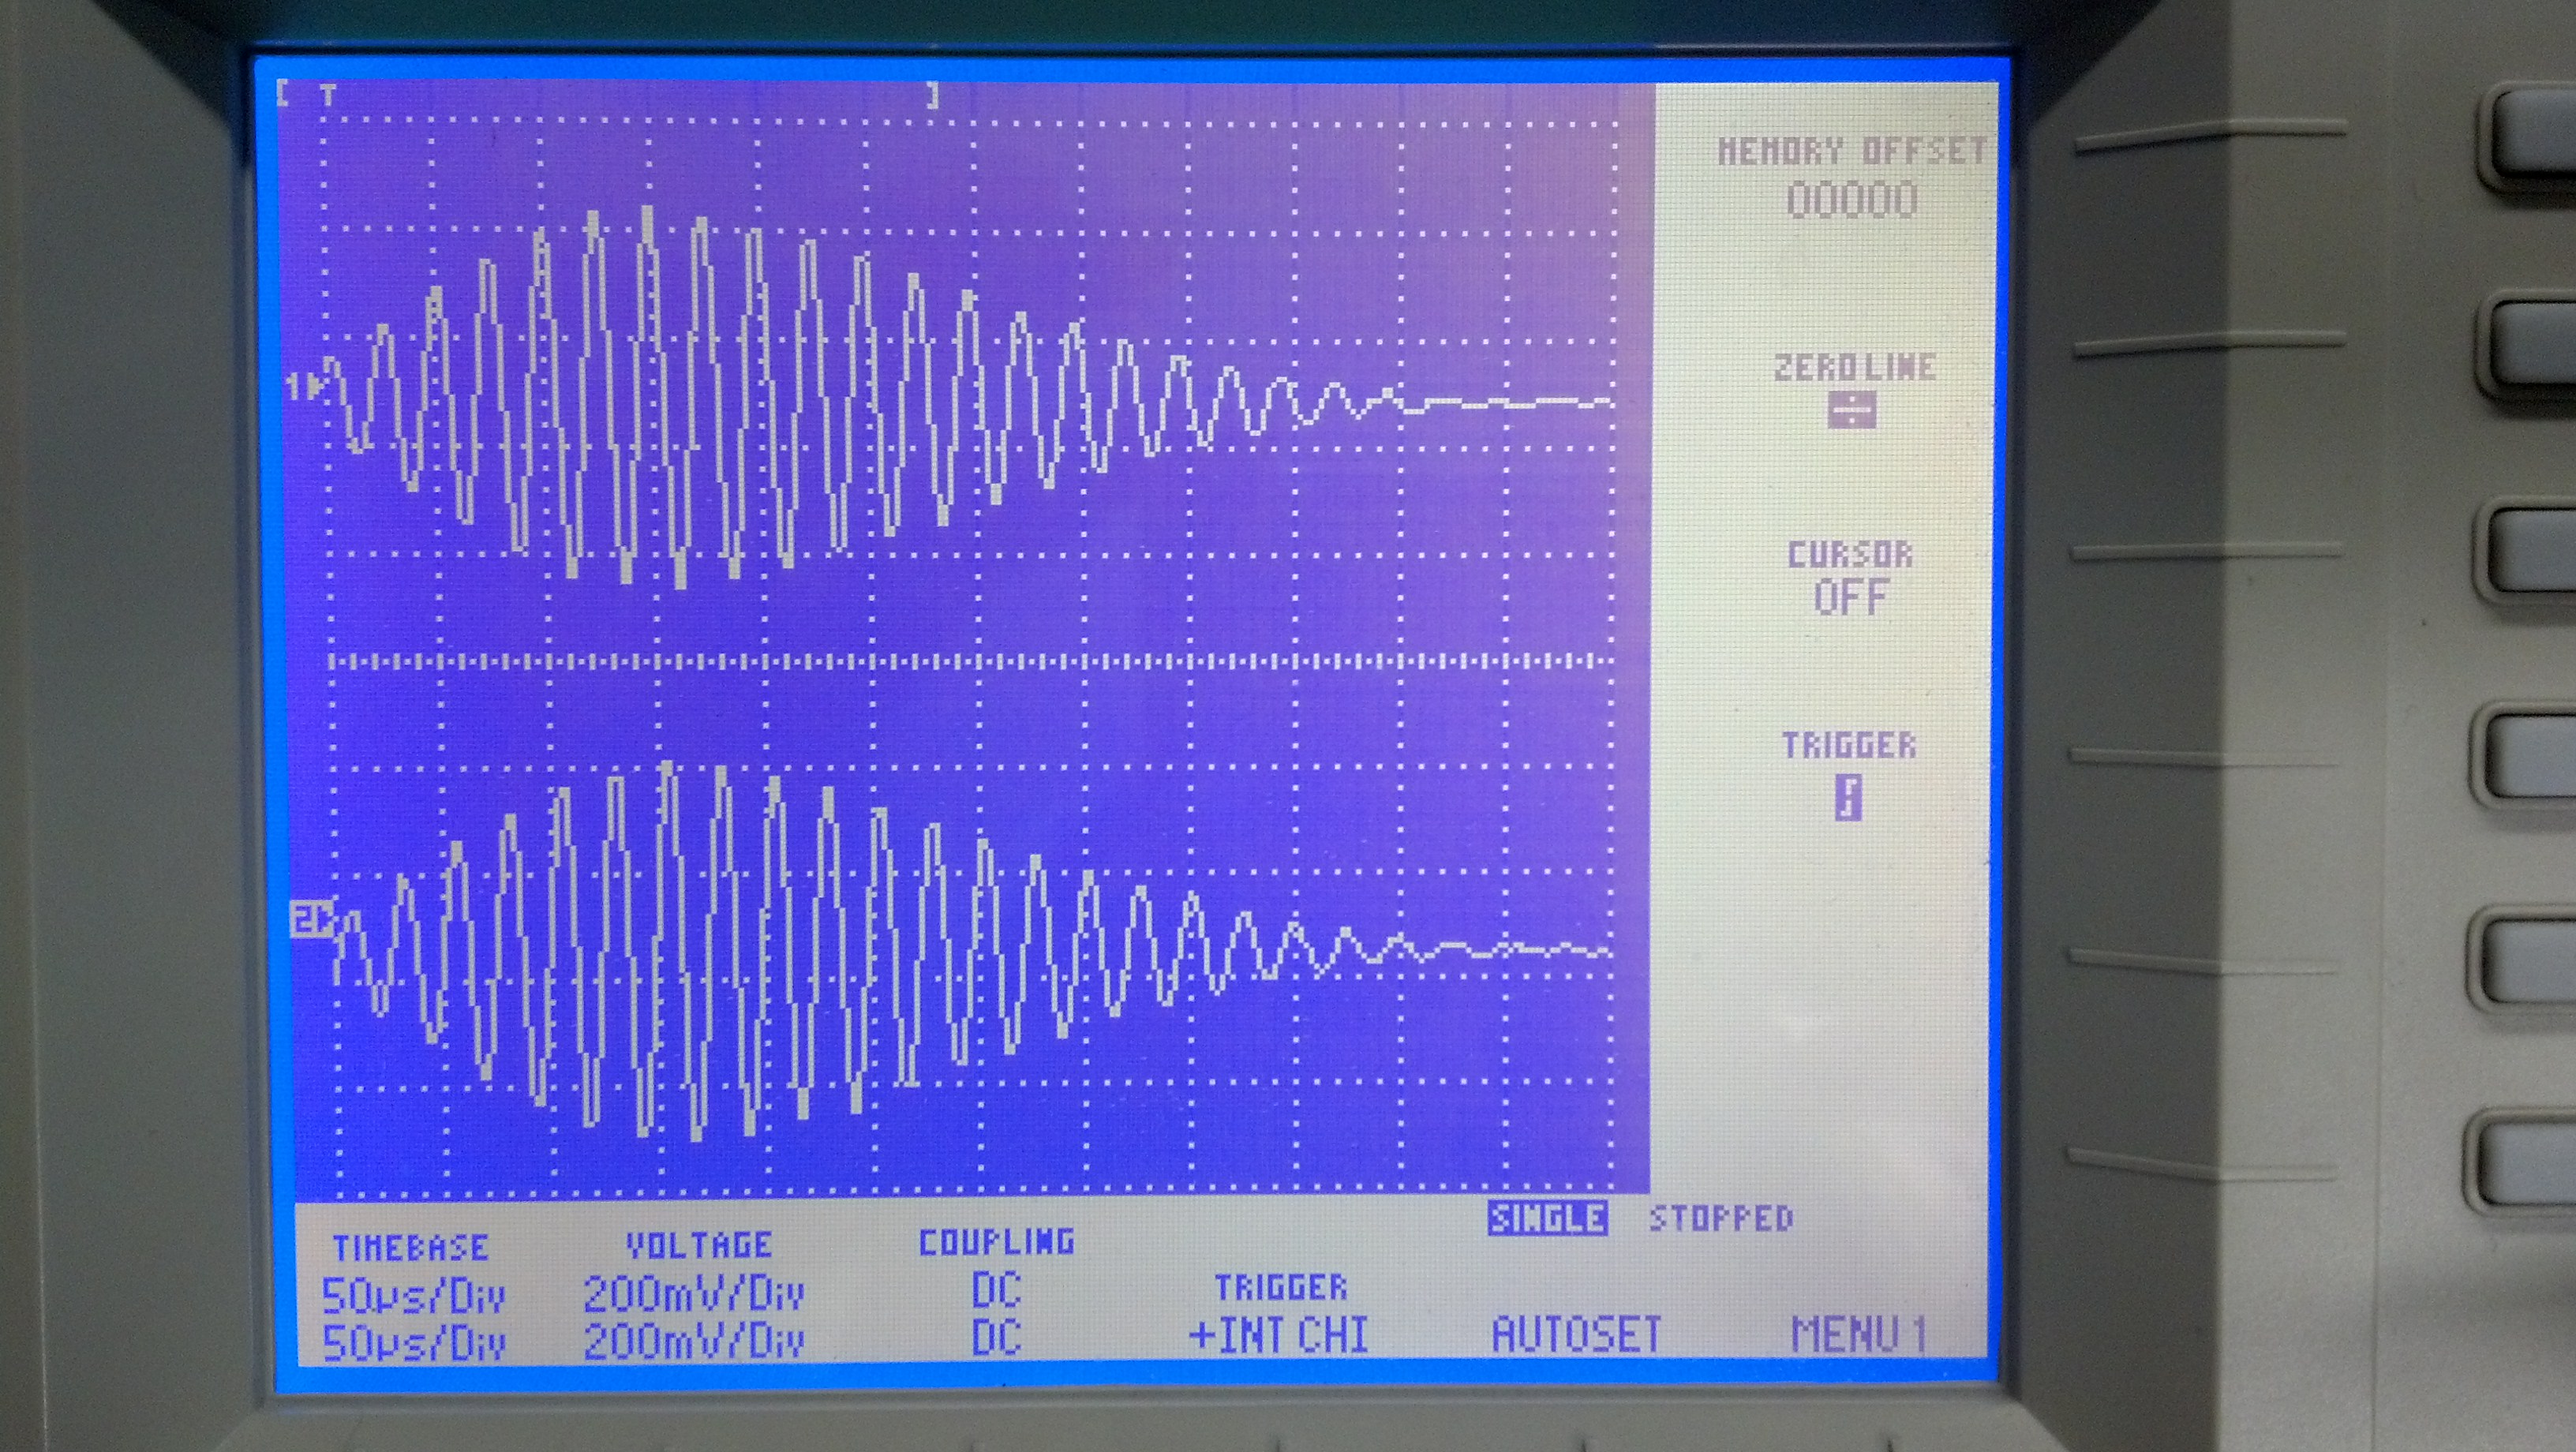 [ T ]
MEMORY OFFSET
00000
1
ZERO LINE
CURSOR
OFF
TRIGGER
2
SINGLE STOPPED
TIMEBASE VOLTAGE COUPLING
50µs/Div 200mV/Div DC TRIGGER
50µs/Div 200mV/Div DC +INT CHI AUTOSET MENU 1